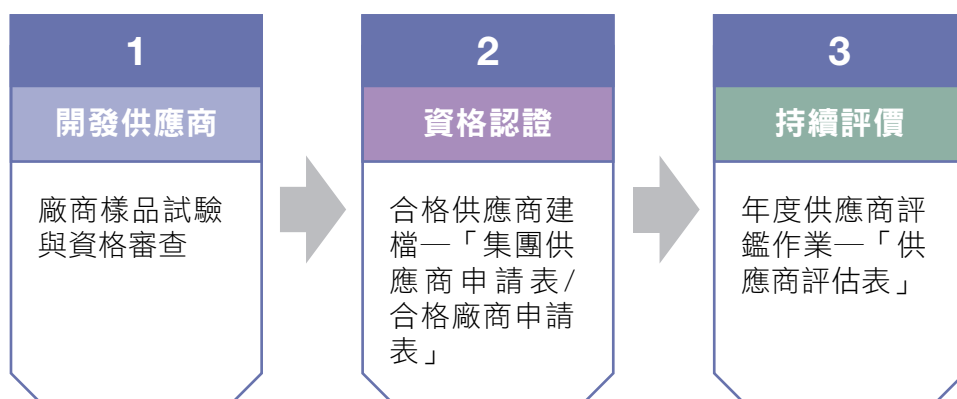 1
開發供應商
廠商樣品試驗
與資格審查
2
資格認證
合格供應商建
檔—「集團供
應商申請表/
合格廠商申請
表」
3
持續評價
年度供應商評
鑑作業—「供
應商評估表」